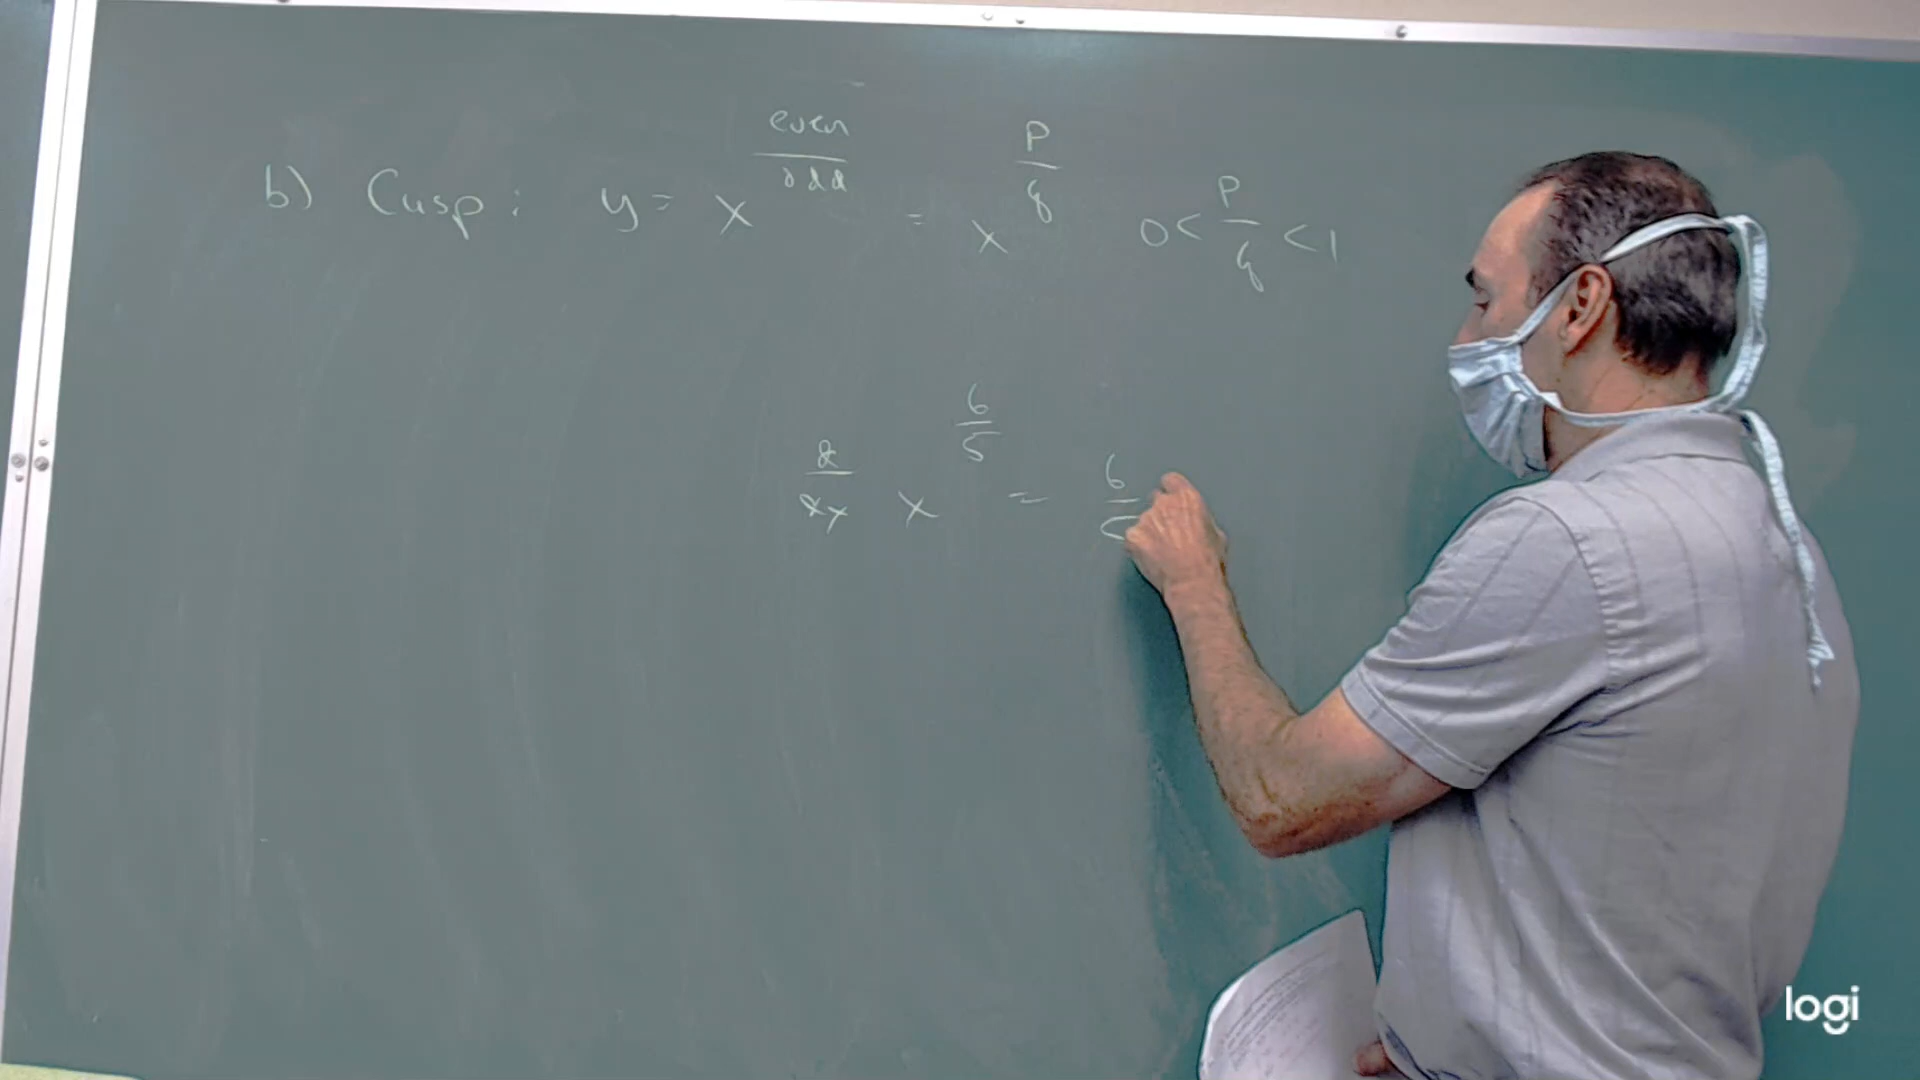 b) Cusp: y = x^(even/odd) = x^(p/q) 0 < p/q < 1
d/dx x^(6/5) = 6/5
logi